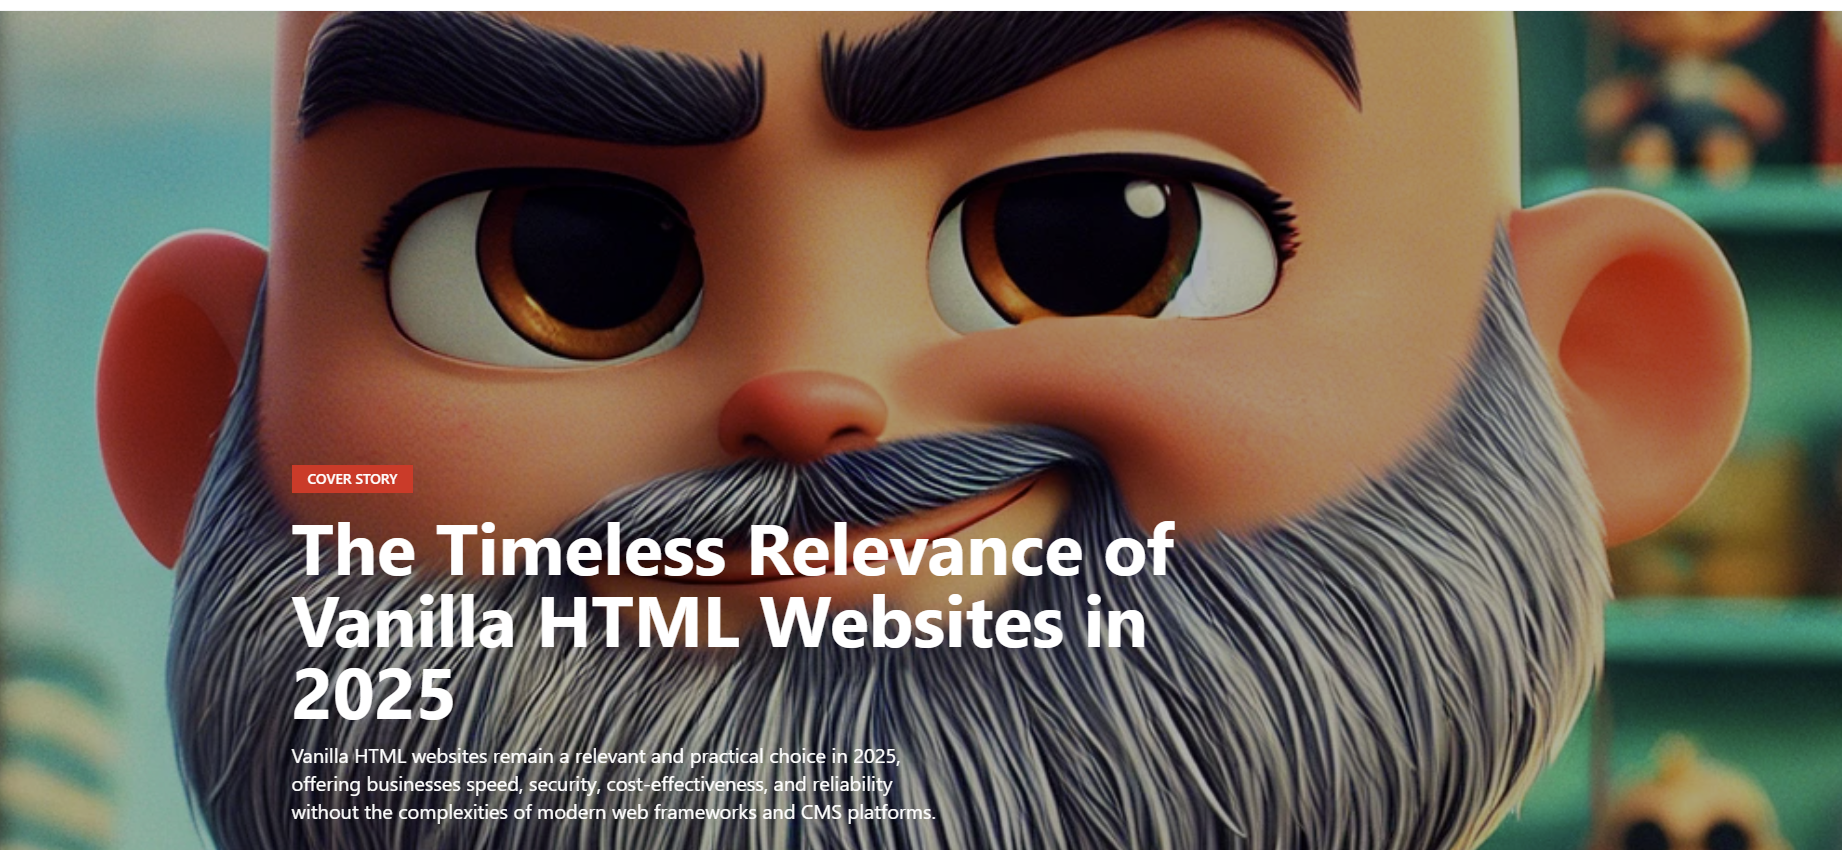 COVER STORY
The Timeless Relevance of
Vanilla HTML Websites in
2025
Vanilla HTML websites remain a relevant and practical choice in 2025,
offering businesses speed, security, cost-effectiveness, and reliability
without the complexities of modern web frameworks and CMS platforms.